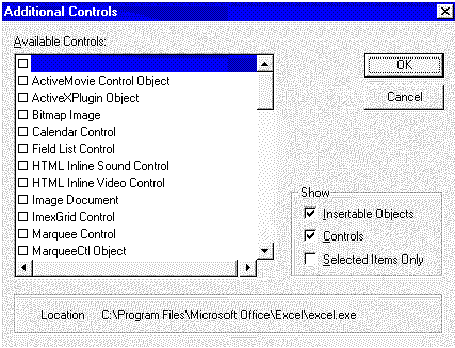 Additional Controls
Available Controls:
ActiveMovie Control Object
ActiveXPlugin Object
Bitmap Image
Calendar Control
Field List Control
HTML Inline Sound Control
HTML Inline Video Control
Image Document
ImexGrid Control
Marquee Control
MarqueeCtl Object
OK
Cancel
Show
Insertable Objects
Controls
Selected Items Only
Location C:\Program Files\Microsoft Office\Excel\excel.exe